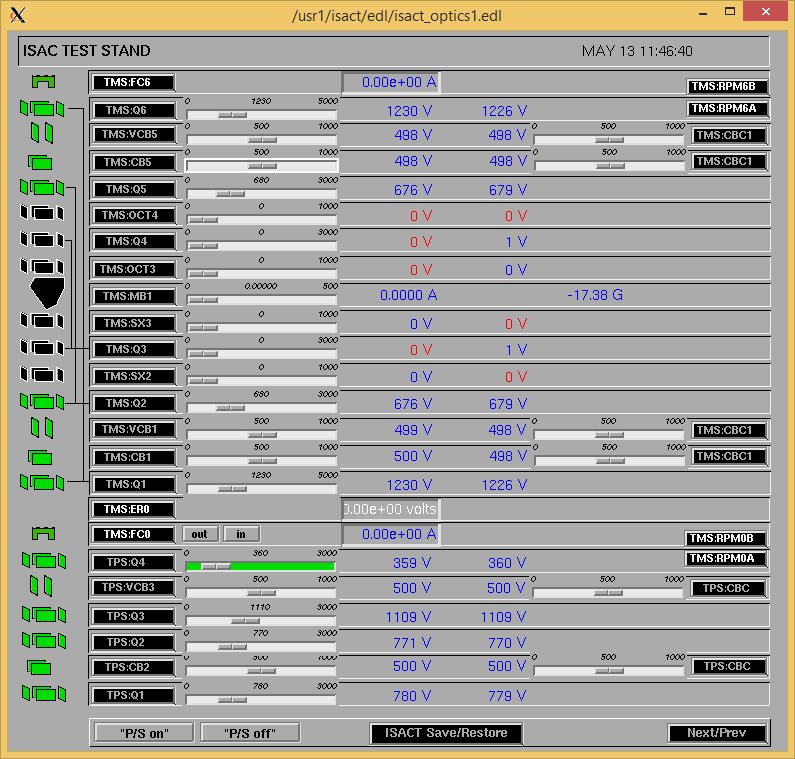 /usr1/isact/edl/isact_optics1.edl
ISAC TEST STAND MAY 13 11:46:40
TMS:FC6 0.00e+00 A TMS:RPM6B
TMS:Q6 0 1230 5000 1230 V 1226 V TMS:RPM6A
TMS:VCB5 0 500 1000 498 V 498 V 0 500 1000 TMS:CBC1
TMS:CB5 0 500 1000 498 V 498 V 0 500 1000 TMS:CBC1
TMS:Q5 0 680 3000 676 V 679 V
TMS:OCT4 0 0 1000 0 V 0 V
TMS:Q4 0 0 3000 0 V 1 V
TMS:OCT3 0 0 1000 0 V 0 V
TMS:MB1 0 0.00000 500 0.0000 A -17.38 G
TMS:SX3 0 0 1000 0 V 0 V
TMS:Q3 0 0 3000 0 V 1 V
TMS:SX2 0 0 1000 0 V 0 V
TMS:Q2 0 680 3000 676 V 679 V
TMS:VCB1 0 500 1000 499 V 498 V 0 500 1000 TMS:CBC1
TMS:CB1 0 500 1000 500 V 498 V 0 500 1000 TMS:CBC1
TMS:Q1 0 1230 5000 1230 V 1226 V
TMS:ER0 0.00e+00 volts
TMS:FC0 out in 0.00e+00 A TMS:RPM0B
TPS:Q4 0 360 3000 359 V 360 V TMS:RPM0A
TPS:VCB3 0 500 1000 500 V 500 V 0 500 1000 TPS:CBC
TPS:Q3 0 1110 3000 1109 V 1109 V
TPS:Q2 0 770 3000 771 V 770 V
TPS:CB2 0 500 1000 500 V 500 V 0 500 1000 TPS:CBC
TPS:Q1 0 780 3000 780 V 779 V
"P/S on" "P/S off" ISACT Save/Restore Next/Prev